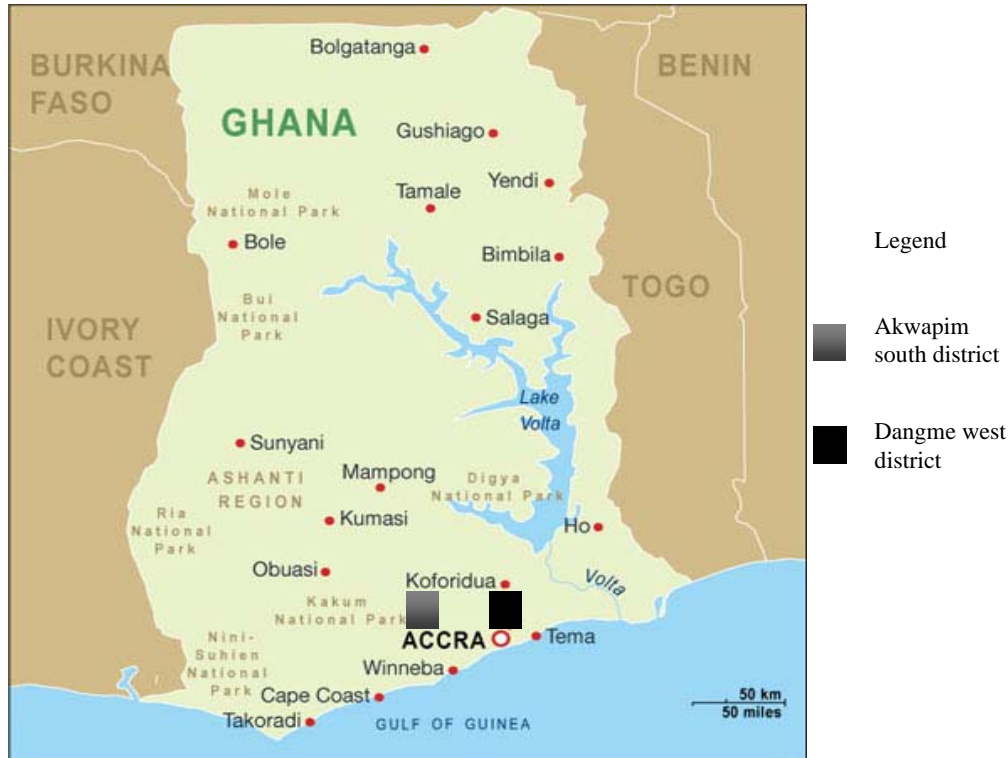 Bolgatanga
BURKINA
FASO
BENIN
GHANA
Gushiago
Yendi
Tamale
Mole
National Park
Bole
Bimbila
TOGO
Legend
Bui
National
Park
Salaga
IVORY
COAST
Akwapim
south district
Lake
Volta
Dangme west
district
Sunyani
ASHANTI
REGION
Mampong
Digya
National Park
Ria
National
Park
Kumasi
Ho
Obuasi
Koforidua
Volta
Kakum
National Park
ACCRA
Tema
Nini-
Suhien
National
Park
Winneba
Cape Coast
Takoradi
GULF OF GUINEA
50 km
50 miles